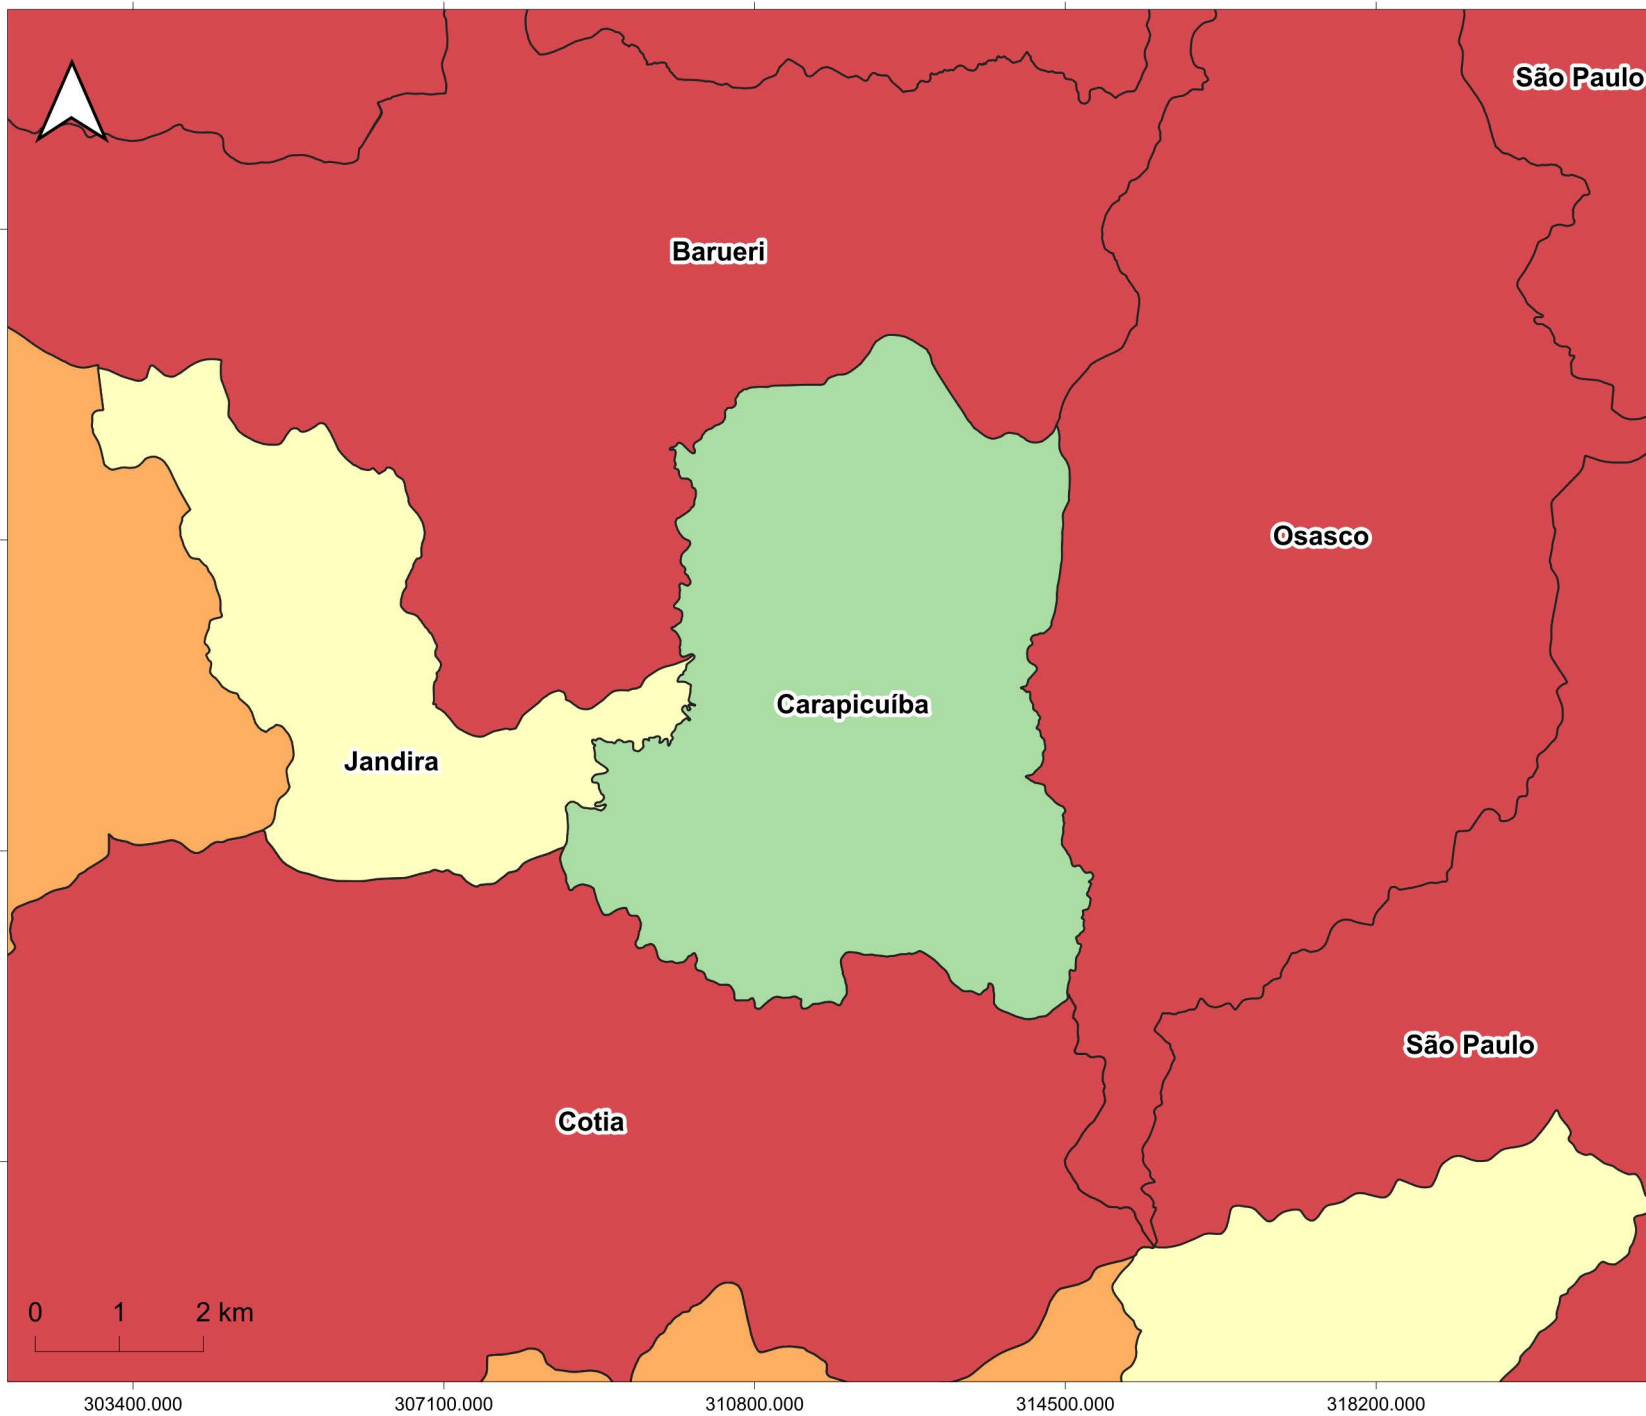 São Paulo
Barueri
Osasco
Carapicuíba
Jandira
São Paulo
Cotia
0 1 2 km
303400.000 307100.000 310800.000 314500.000 318200.000